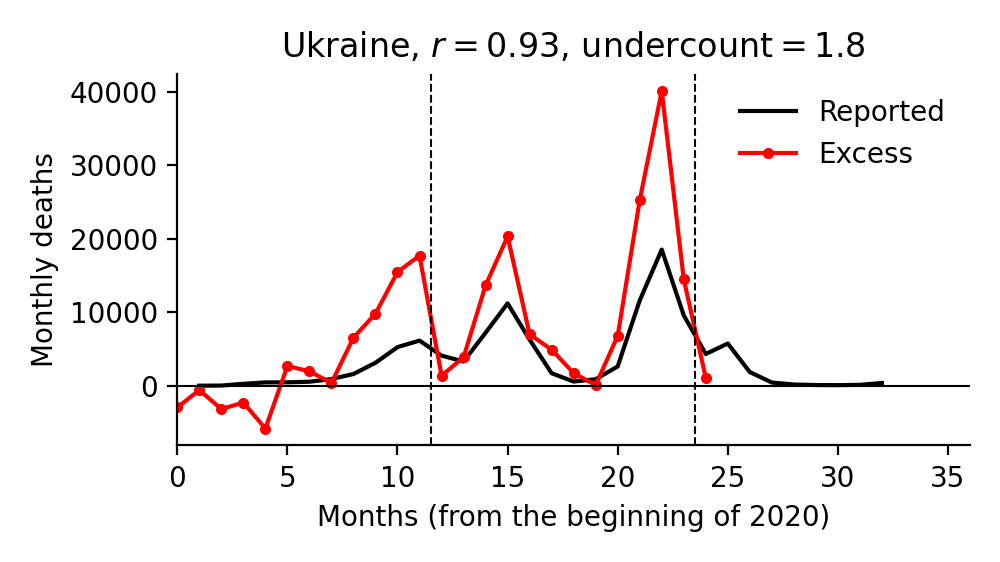 Ukraine, r = 0.93, undercount = 1.8
Reported
Excess
Monthly deaths
40000
30000
20000
10000
0
0 5 10 15 20 25 30 35
Months (from the beginning of 2020)